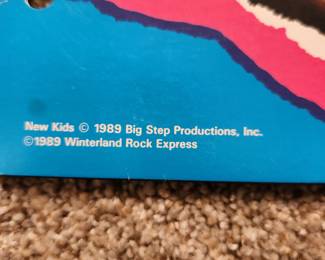 New Kids © 1989 Big Step Productions, Inc.
©1989 Winterland Rock Express